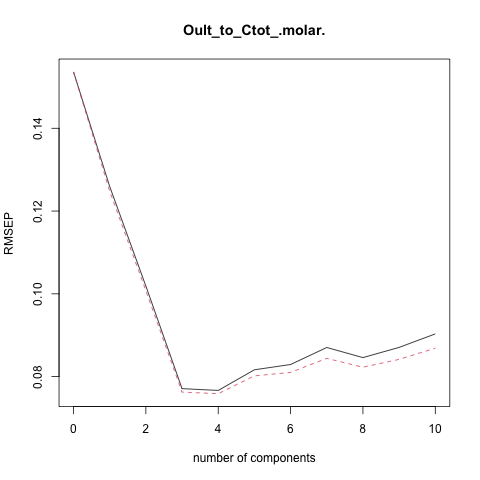 Oult_to_Ctot_.molar.
RMSEP
0.14
0.12
0.10
0.08
0 2 4 6 8 10
number of components